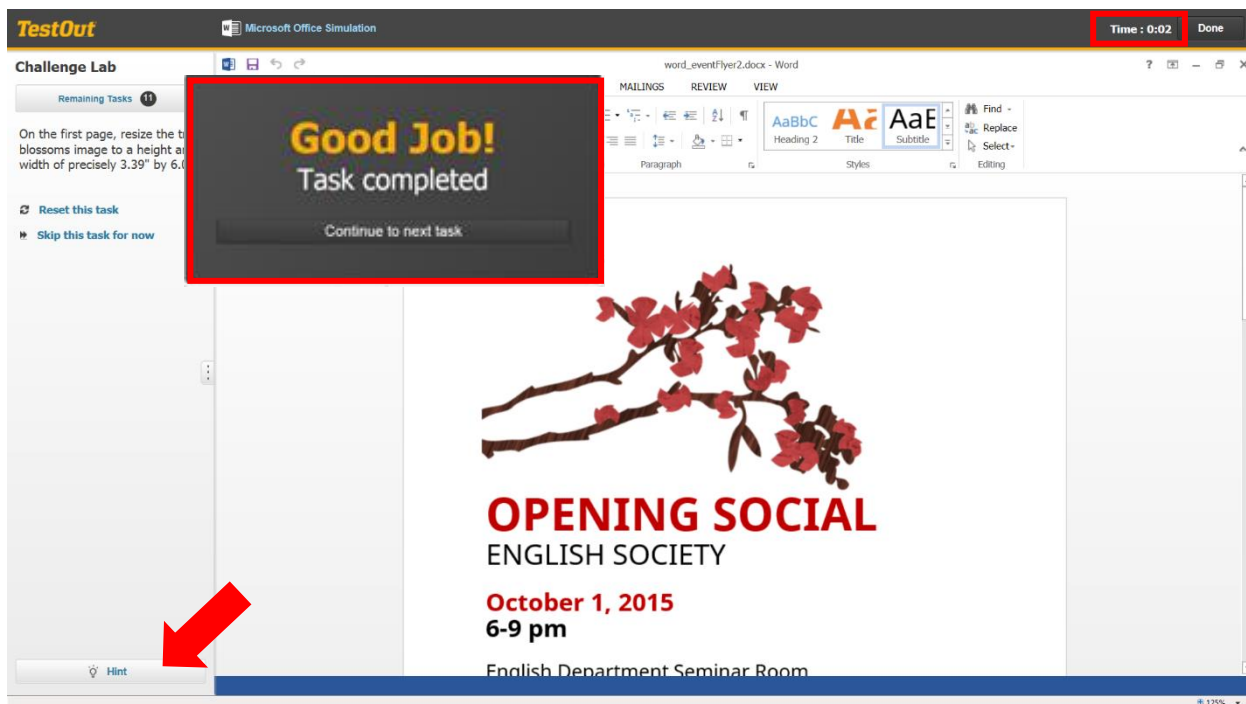 TestOut
Microsoft Office Simulation
Time : 0:02
Done
Challenge Lab
word_eventFlyer2.docx - Word
Remaining Tasks 11
MAILINGS REVIEW VIEW
On the first page, resize the
blossoms image to a height
width of precisely 3.39" by
Reset this task
Skip this task for now
Good Job!
Task completed
Continue to next task
AaBbC
AaE
Heading 2
Title
Subtitle
Find
Replace
Select
Paragraph
Styles
Editing
OPENING SOCIAL
ENGLISH SOCIETY
October 1, 2015
6-9 pm
English Department Seminar Room
Hint
125%